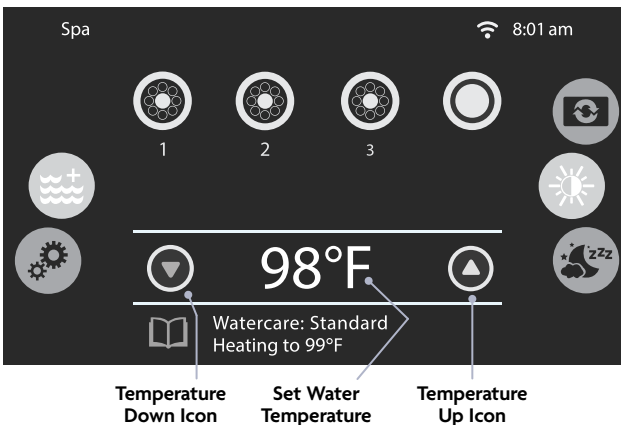 Spa
8:01 am
1 2 3
zzz
98°F
Watercare: Standard
Heating to 99°F
Temperature Down Icon
Set Water Temperature
Temperature Up Icon